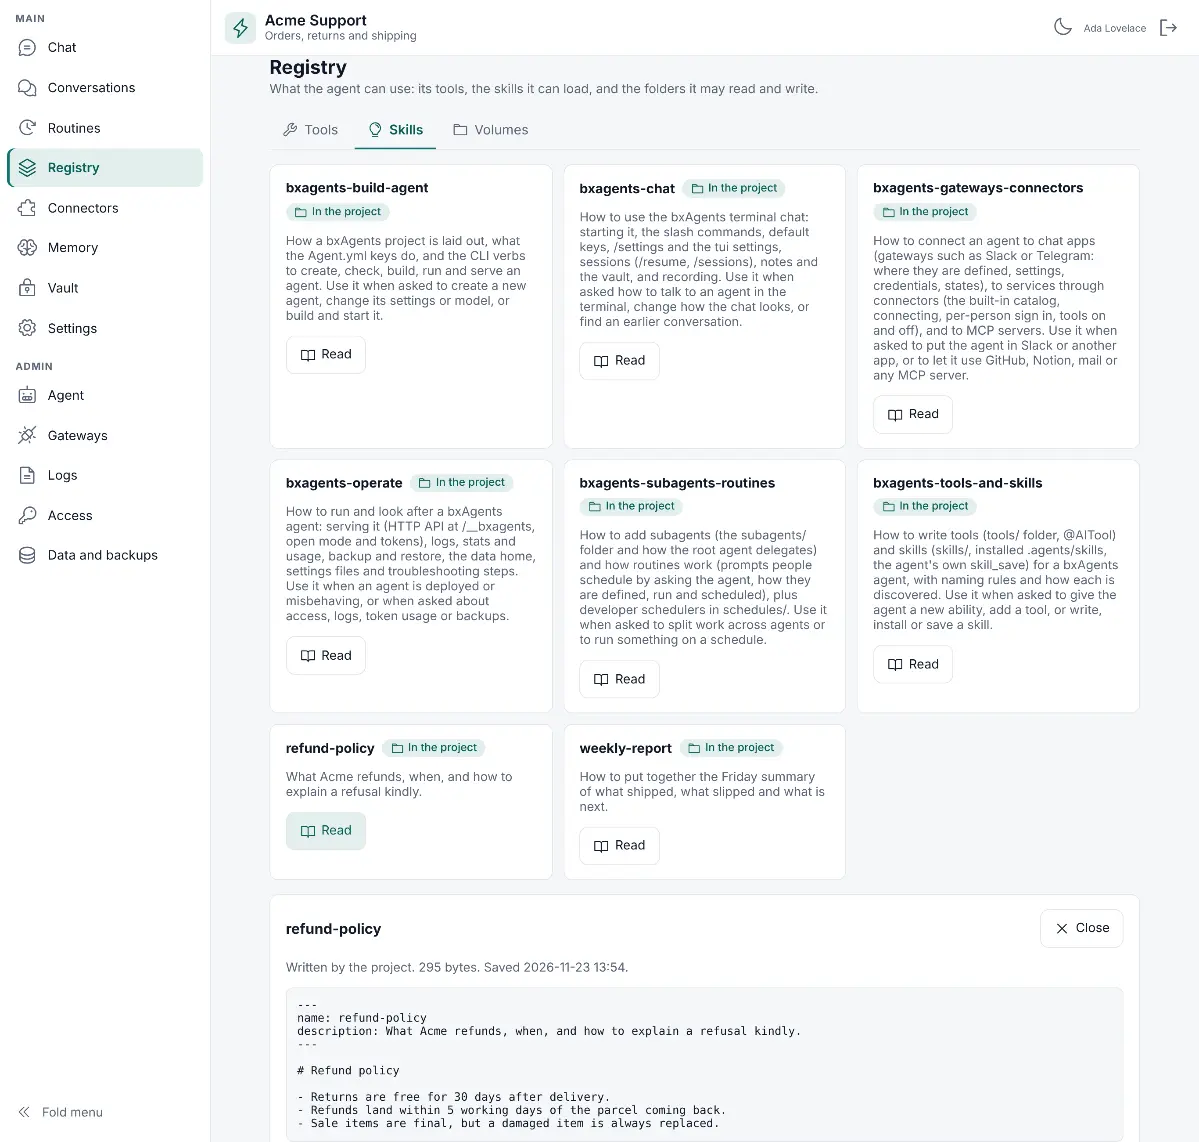 MAIN
Chat
Conversations
Routines
Registry
Connectors
Memory
Vault
Settings
ADMIN
Agent
Gateways
Logs
Access
Data and backups
Fold menu
Acme Support
Orders, returns and shipping
Ada Lovelace
Registry
What the agent can use: its tools, the skills it can load, and the folders it may read and write.
Tools
Skills
Volumes
bxagents-build-agent
In the project
How a bxAgents project is laid out, what
the Agent.yml keys do, and the CLI verbs
to create, check, build, run and serve an
agent. Use it when asked to create a new
agent, change its settings or model, or
build and start it.
Read
bxagents-chat
In the project
How to use the bxAgents terminal chat:
starting it, the slash commands, default
keys, /settings and the tui settings,
sessions (/resume, /sessions), notes and
the vault, and recording. Use it when
asked how to talk to an agent in the
terminal, change how the chat looks, or
find an earlier conversation.
Read
bxagents-gateways-connectors
In the project
How to connect an agent to chat apps
(gateways such as Slack or Telegram:
where they are defined, settings,
credentials, states), to services through
connectors (the built-in catalog,
connecting, per-person sign in, tools on
and off), and to MCP servers. Use it when
asked to put the agent in Slack or another
app, or to let it use GitHub, Notion, mail or
any MCP server.
Read
bxagents-operate
In the project
How to run and look after a bxAgents
agent: serving it (HTTP API at /__bxagents,
open mode and tokens), logs, stats and
usage, backup and restore, the data home,
settings files and troubleshooting steps.
Use it when an agent is deployed or
misbehaving, or when asked about
access, logs, token usage or backups.
Read
bxagents-subagents-routines
In the project
How to add subagents (the subagents/
folder and how the root agent delegates)
and how routines work (prompts people
schedule by asking the agent, how they
are defined, run and scheduled), plus
developer schedulers in schedules/. Use it
when asked to split work across agents or
to run something on a schedule.
Read
bxagents-tools-and-skills
In the project
How to write tools (tools/ folder, @AITool)
and skills (skills/, installed .agents/skills,
the agent's own skill_save) for a bxAgents
agent, with naming rules and how each is
discovered. Use it when asked to give the
agent a new ability, add a tool, or write,
install or save a skill.
Read
refund-policy
In the project
What Acme refunds, when, and how to
explain a refusal kindly.
Read
weekly-report
In the project
How to put together the Friday summary
of what shipped, what slipped and what is
next.
Read
refund-policy
Close
Written by the project. 295 bytes. Saved 2026-11-23 13:54.
---
name: refund-policy
description: What Acme refunds, when, and how to explain a refusal kindly.
---
# Refund policy
- Returns are free for 30 days after delivery.
- Refunds land within 5 working days of the parcel coming back.
- Sale items are final, but a damaged item is always replaced.